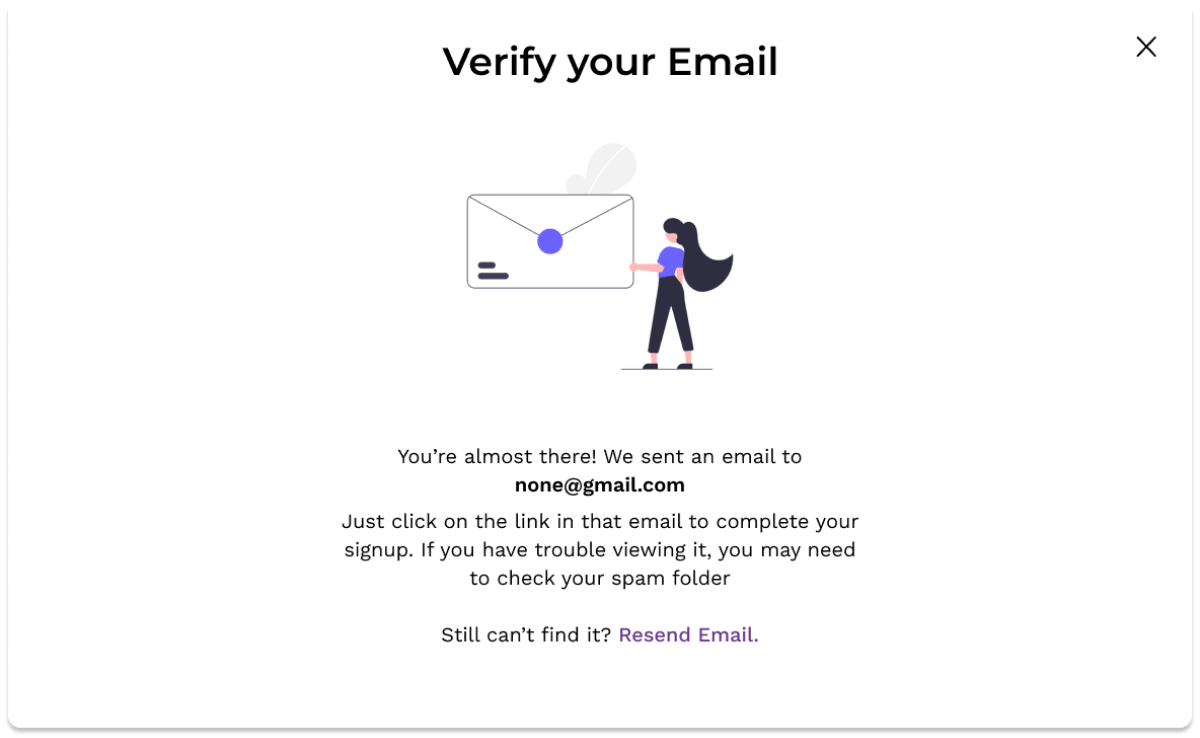 Verify your Email
You’re almost there! We sent an email to
none@gmail.com
Just click on the link in that email to complete your
signup. If you have trouble viewing it, you may need
to check your spam folder
Still can’t find it? Resend Email.